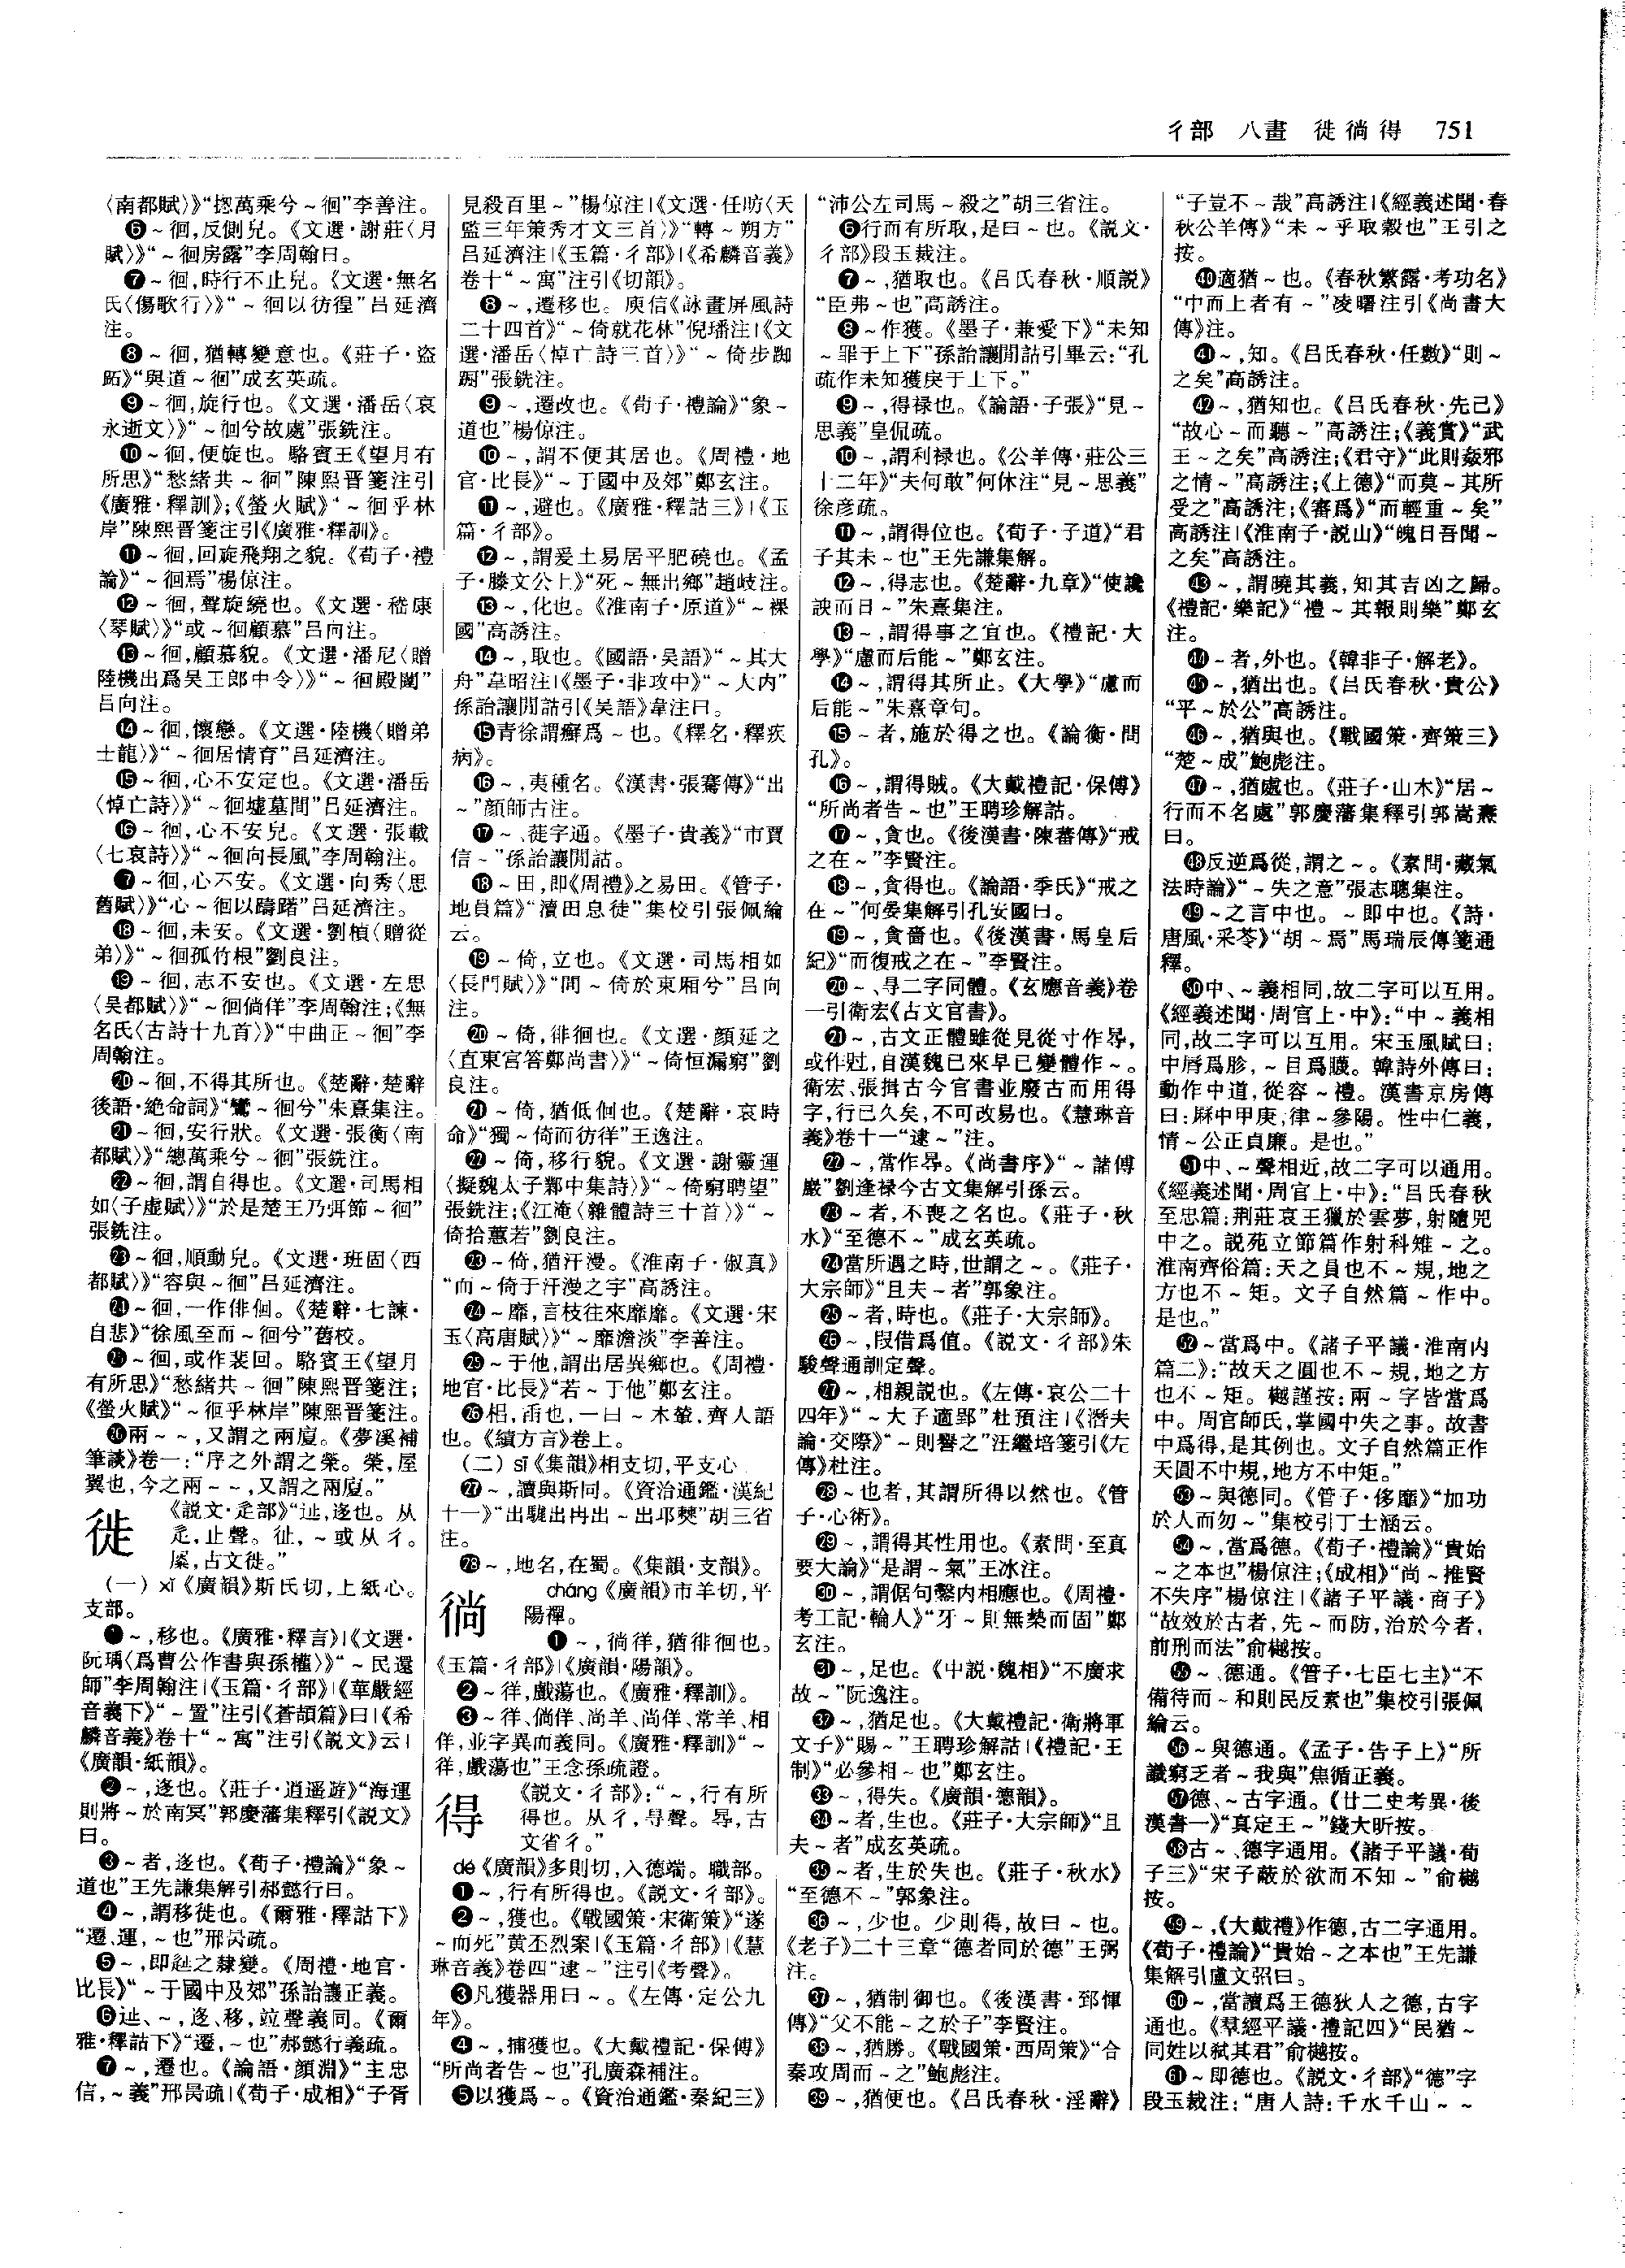 彳部　八畫　徙徜得　751
〈南都賦〉》“揔萬乘兮～徊”李善注。
❻～徊,反側皃。《文選·謝莊〈月
賦〉》“～徊房露”李周翰曰。
❼～徊,時行不止皃。《文選·無名
氏〈傷歌行〉》“～徊以彷徨”吕延濟
注。
❽～徊,猶轉變意也。《莊子·盗
跖》“與道～徊”成玄英疏。
❾～徊,旋行也。《文選·潘岳〈哀
永逝文〉》“～徊兮故處”張銑注。
❿～徊,便旋也。駱賓王《望月有
所思》“愁緒共～徊”陳熙晋箋注引
《廣雅·釋訓》;《螢火賦》“～徊乎林
岸”陳熙晋箋注引《廣雅·釋訓》。
⓫～徊,回旋飛翔之貌。《荀子·禮
論》“～徊焉”楊倞注。
⓬～徊,聲旋繞也。《文選·嵇康
〈琴賦〉》“或～徊顧慕”吕向注。
⓭～徊,顧慕貌。《文選·潘尼〈贈
陸機出爲吴王郎中令〉》“～徊殿闥”
吕向注。
⓮～徊,懷戀。《文選·陸機〈贈弟
士龍〉》“～徊居情育”吕延濟注。
⓯～徊,心不安定也。《文選·潘岳
〈悼亡詩〉》“～徊墟墓間”吕延濟注。
⓰～徊,心不安皃。《文選·張載
〈七哀詩〉》“～徊向長風”李周翰注。
⓱～徊,心不安。《文選·向秀〈思
舊賦〉》“心～徊以躊躇”吕延濟注。
⓲～徊,未安。《文選·劉楨〈贈從
弟〉》“～徊孤竹根”劉良注。
⓳～徊,志不安也。《文選·左思
〈吴都賦〉》“～徊倘佯”李周翰注;《無
名氏〈古詩十九首〉》“中曲正～徊”李
周翰注。
⓴～徊,不得其所也。《楚辭·楚辭
後語·絶命詞》“鸞～徊兮”朱熹集注。
㉑～徊,安行狀。《文選·張衡〈南
都賦〉》“總萬乘兮～徊”張銑注。
㉒～徊,謂自得也。《文選·司馬相
如〈子虚賦〉》“於是楚王乃弭節～徊”
張銑注。
㉓～徊,順動皃。《文選·班固〈西
都賦〉》“容與～徊”吕延濟注。
㉔～徊,一作俳佪。《楚辭·七諫·
自悲》“徐風至而～徊兮”舊校。
㉕～徊,或作裴回。駱賓王《望月
有所思》“愁緒共～徊”陳熙晋箋注;
《螢火賦》“～徊乎林岸”陳熙晋箋注。
㉖兩～～,又謂之兩廈。《夢溪補
筆談》卷一:“序之外謂之榮。榮,屋
翼也,今之兩～～,又謂之兩廈。”
徙 《説文·辵部》“辿,迻也。从
辵,止聲。征,～或从彳。
屎,古文徙。”
（一）xǐ《廣韻》斯氏切,上紙心。
支部。
❶～,移也。《廣雅·釋言》|《文選·
阮瑀〈爲曹公作書與孫權〉》“～民還
師”李周翰注|《玉篇·彳部》|《華嚴經
音義下》“～置”注引《蒼頡篇》曰|《希
麟音義》卷十“～寓”注引《説文》云|
《廣韻·紙韻》。
❷～,迻也。《莊子·逍遥遊》“海運
則將～於南冥”郭慶藩集釋引《説文》
曰。
❸～者,迻也。《荀子·禮論》“象～
道也”王先謙集解引郝懿行曰。
❹～,謂移徙也。《爾雅·釋詁下》
“遷、運,～也”邢昺疏。
❺～,即𨑭之隸變。《周禮·地官·
比長》“～于國中及郊”孫詒讓正義。
❻辿、～,迻、移,竝聲義同。《爾
雅·釋詁下》“遷,～也”郝懿行義疏。
❼～,遷也。《論語·顔淵》“主忠
信,～義”邢昺疏|《荀子·成相》“子胥
見殺百里～”楊倞注|《文選·任昉〈天
監三年策秀才文三首〉》“轉～朔方”
吕延濟注|《玉篇·彳部》|《希麟音義》
卷十“～寓”注引《切韻》。
❽～,遷移也。庾信《詠畫屏風詩
二十四首》“～倚就花林”倪璠注|《文
選·潘岳〈悼亡詩三首〉》“～倚步踟
躕”張銑注。
❾～,遷改也。《荀子·禮論》“象～
道也”楊倞注。
❿～,謂不便其居也。《周禮·地
官·比長》“～于國中及郊”鄭玄注。
⓫～,避也。《廣雅·釋詁三》|《玉
篇·彳部》。
⓬～,謂爰土易居平肥磽也。《孟
子·滕文公上》“死～無出鄉”趙岐注。
⓭～,化也。《淮南子·原道》“～裸
國”高誘注。
⓮～,取也。《國語·吴語》“～其大
舟”韋昭注|《墨子·非攻中》“～大内”
孫詒讓閒詁引《吴語》韋注曰。
⓯青徐謂癬爲～也。《釋名·釋疾
病》。
⓰～,夷種名。《漢書·張騫傳》“出
～”顔師古注。
⓱～、蓰字通。《墨子·貴義》“市賈
信～”孫詒讓閒詁。
⓲～田,即《周禮》之易田。《管子·
地員篇》“瀆田息徒”集校引張佩綸
云。
⓳～倚,立也。《文選·司馬相如
〈長門賦〉》“間～倚於東厢兮”吕向
注。
⓴～倚,徘徊也。《文選·顔延之
〈直東宫答鄭尚書〉》“～倚恒漏窮”劉
良注。
㉑～倚,猶低佪也。《楚辭·哀時
命》“獨～倚而彷徉”王逸注。
㉒～倚,移行貌。《文選·謝靈運
〈擬魏太子鄴中集詩〉》“～倚窮聘望”
張銑注;《江淹〈雜體詩三十首〉》“～
倚拾蕙若”劉良注。
㉓～倚,猶汗漫。《淮南子·俶真》
“而～倚于汗漫之宇”高誘注。
㉔～靡,言枝往來靡靡。《文選·宋
玉〈高唐賦〉》“～靡澹淡”李善注。
㉕～于他,謂出居異鄉也。《周禮·
地官·比長》“若～于他”鄭玄注。
㉖梠,臿也,一曰～木䡇,齊人語
也。《續方言》卷上。
（二）sī《集韻》相支切,平支心
㉗～,讀與斯同。《資治通鑑·漢紀
十一》“出駹出冉出～出邛僰”胡三省
注。
㉘～,地名,在蜀。《集韻·支韻》。
徜 cháng《廣韻》市羊切,平
陽禪。
❶～,徜徉,猶徘徊也。
《玉篇·彳部》|《廣韻·陽韻》。
❷～徉,戲蕩也。《廣雅·釋訓》。
❸～徉、倘佯、尚羊、尚佯、常羊、相
佯,竝字異而義同。《廣雅·釋訓》“～
徉,戲蕩也”王念孫疏證。
得 《説文·彳部》:“～,行有所
得也。从彳,㝵聲。㝵,古
文省彳。”
dé《廣韻》多則切,入德端。職部。
❶～,行有所得也。《説文·彳部》。
❷～,獲也。《戰國策·宋衛策》“遂
～而死”黄丕烈案|《玉篇·彳部》|《慧
琳音義》卷四“逮～”注引《考聲》。
❸凡獲器用曰～。《左傳·定公九
年》。
❹～,捕獲也。《大戴禮記·保傅》
“所尚者告～也”孔廣森補注。
❺以獲爲～。《資治通鑑·秦紀三》
“沛公左司馬～殺之”胡三省注。
❻行而有所取,是曰～也。《説文·
彳部》段玉裁注。
❼～,猶取也。《吕氏春秋·順説》
“臣弗～也”高誘注。
❽～作獲。《墨子·兼愛下》“未知
～罪于上下”孫詒讓閒詁引畢云:“孔
疏作未知獲戾于上下。”
❾～,得禄也。《論語·子張》“見～
思義”皇侃疏。
❿～,謂利禄也。《公羊傳·莊公三
十二年》“夫何敢”何休注“見～思義”
徐彦疏。
⓫～,謂得位也。《荀子·子道》“君
子其未～也”王先謙集解。
⓬～,得志也。《楚辭·九章》“使讒
諛而日～”朱熹集注。
⓭～,謂得事之宜也。《禮記·大
學》“慮而后能～”鄭玄注。
⓮～,謂得其所止。《大學》“慮而
后能～”朱熹章句。
⓯～者,施於得之也。《論衡·問
孔》。
⓰～,謂得賊。《大戴禮記·保傅》
“所尚者告～也”王聘珍解詁。
⓱～,貪也。《後漢書·陳蕃傳》“戒
之在～”李賢注。
⓲～,貪得也。《論語·季氏》“戒之
在～”何晏集解引孔安國曰。
⓳～,貪嗇也。《後漢書·馬皇后
紀》“而復戒之在～”李賢注。
⓴～、㝵二字同體。《玄應音義》卷
一引衛宏《古文官書》。
㉑～,古文正體雖從見從寸作㝵,
或作𧴫,自漢魏已來早已變體作～。
衛宏、張揖古今官書並廢古而用得
字,行已久矣,不可改易也。《慧琳音
義》卷十一“逮～”注。
㉒～,當作㝵。《尚書序》“～諸傅
巖”劉逢禄今古文集解引孫云。
㉓～者,不喪之名也。《莊子·秋
水》“至德不～”成玄英疏。
㉔當所遇之時,世謂之～。《莊子·
大宗師》“且夫～者”郭象注。
㉕～者,時也。《莊子·大宗師》。
㉖～,叚借爲值。《説文·彳部》朱
駿聲通訓定聲。
㉗～,相親説也。《左傳·哀公二十
四年》“～大子適郢”杜預注|《潛夫
論·交際》“～則譽之”汪繼培箋引《左
傳》杜注。
㉘～也者,其謂所得以然也。《管
子·心術》。
㉙～,謂得其性用也。《素問·至真
要大論》“是謂～氣”王冰注。
㉚～,謂倨句鑿内相應也。《周禮·
考工記·輪人》“牙～則無槷而固”鄭
玄注。
㉛～,足也。《中説·魏相》“不廣求
故～”阮逸注。
㉜～,猶足也。《大戴禮記·衛將軍
文子》“賜～”王聘珍解詁|《禮記·王
制》“必參相～也”鄭玄注。
㉝～,得失。《廣韻·德韻》。
㉞～者,生也。《莊子·大宗師》“且
夫～者”成玄英疏。
㉟～者,生於失也。《莊子·秋水》
“至德不～”郭象注。
㊱～,少也。少則得,故曰～也。
《老子》二十三章“德者同於德”王弼
注。
㊲～,猶制御也。《後漢書·郅惲
傳》“父不能～之於子”李賢注。
㊳～,猶勝。《戰國策·西周策》“合
秦攻周而～之”鮑彪注。
㊴～,猶便也。《吕氏春秋·淫辭》
“子豈不～哉”高誘注|《經義述聞·春
秋公羊傳》“未～乎取穀也”王引之
按。
㊵適猶～也。《春秋繁露·考功名》
“中而上者有～”凌曙注引《尚書大
傳》注。
㊶～,知。《吕氏春秋·任數》“則～
之矣”高誘注。
㊷～,猶知也。《吕氏春秋·先己》
“故心～而聽～”高誘注;《義賞》“武
王～之矣”高誘注;《君守》“此則姦邪
之情～”高誘注;《上德》“而莫～其所
受之”高誘注;《審爲》“而輕重～矣”
高誘注|《淮南子·説山》“魄曰吾聞～
之矣”高誘注。
㊸～,謂曉其義,知其吉凶之歸。
《禮記·樂記》“禮～其報則樂”鄭玄
注。
㊹～者,外也。《韓非子·解老》。
㊺～,猶出也。《吕氏春秋·貴公》
“平～於公”高誘注。
㊻～,猶與也。《戰國策·齊策三》
“楚～成”鮑彪注。
㊼～,猶處也。《莊子·山木》“居～
行而不名處”郭慶藩集釋引郭嵩燾
曰。
㊽反逆爲從,謂之～。《素問·藏氣
法時論》“～失之意”張志聰集注。
㊾～之言中也。～即中也。《詩·
唐風·采苓》“胡～焉”馬瑞辰傳箋通
釋。
㊿中、～義相同,故二字可以互用。
《經義述聞·周官上·中》:“中～義相
同,故二字可以互用。宋玉風賦曰:
中脣爲胗,～目爲䁾。韓詩外傳曰:
動作中道,從容～禮。漢書京房傳
曰:厤中甲庚,律～參陽。性中仁義,
情～公正貞廉。是也。”
51中、～聲相近,故二字可以通用。
《經義述聞·周官上·中》:“吕氏春秋
至忠篇:荆莊哀王獵於雲夢,射隨兕
中之。説苑立節篇作射科雉～之。
淮南齊俗篇:天之員也不～規,地之
方也不～矩。文子自然篇～作中。
是也。”
52～當爲中。《諸子平議·淮南内
篇二》:“故天之圓也不～規,地之方
也不～矩。樾謹按:兩～字皆當爲
中。周官師氏,掌國中失之事。故書
中爲得,是其例也。文子自然篇正作
天圓不中規,地方不中矩。”
53～與德同。《管子·侈靡》“加功
於人而勿～”集校引丁士涵云。
54～,當爲德。《荀子·禮論》“貴始
～之本也”楊倞注;《成相》“尚～推賢
不失序”楊倞注|《諸子平議·商子》
“故效於古者,先～而防,治於今者,
前刑而法”俞樾按。
55～、德通。《管子·七臣七主》“不
備待而～和則民反素也”集校引張佩
綸云。
56～與德通。《孟子·告子上》“所
識窮乏者～我與”焦循正義。
57德、～古字通。《廿二史考異·後
漢書一》“真定王～”錢大昕按。
58古～、德字通用。《諸子平議·荀
子三》“宋子蔽於欲而不知～”俞樾
按。
59～,《大戴禮》作德,古二字通用。
《荀子·禮論》“貴始～之本也”王先謙
集解引盧文弨曰。
60～,當讀爲王德狄人之德,古字
通也。《羣經平議·禮記四》“民猶～
同姓以弑其君”俞樾按。
61～即德也。《説文·彳部》“德”字
段玉裁注:“唐人詩:千水千山～～